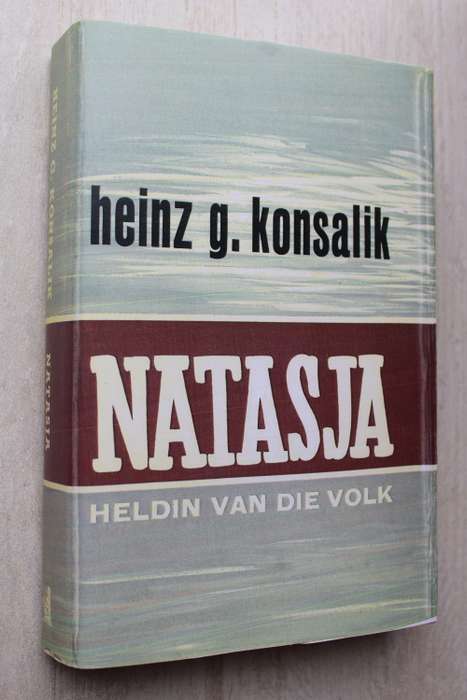 heinz g. konsalik
NATASJA
HELDIN VAN DIE VOLK
HEINZ G. KONSALIK
NATASJA